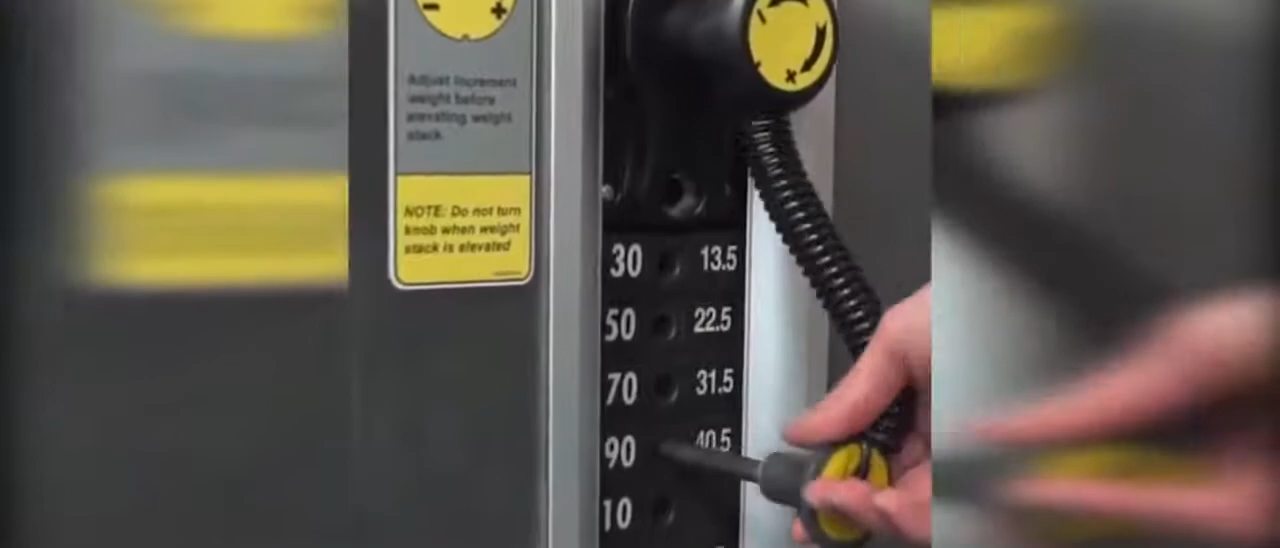 - +
Adjust increment
weight before
elevating weight
stack
NOTE: Do not turn
knob when weight
stack is elevated
- +
30 13.5
50 22.5
70 31.5
90 40.5
10